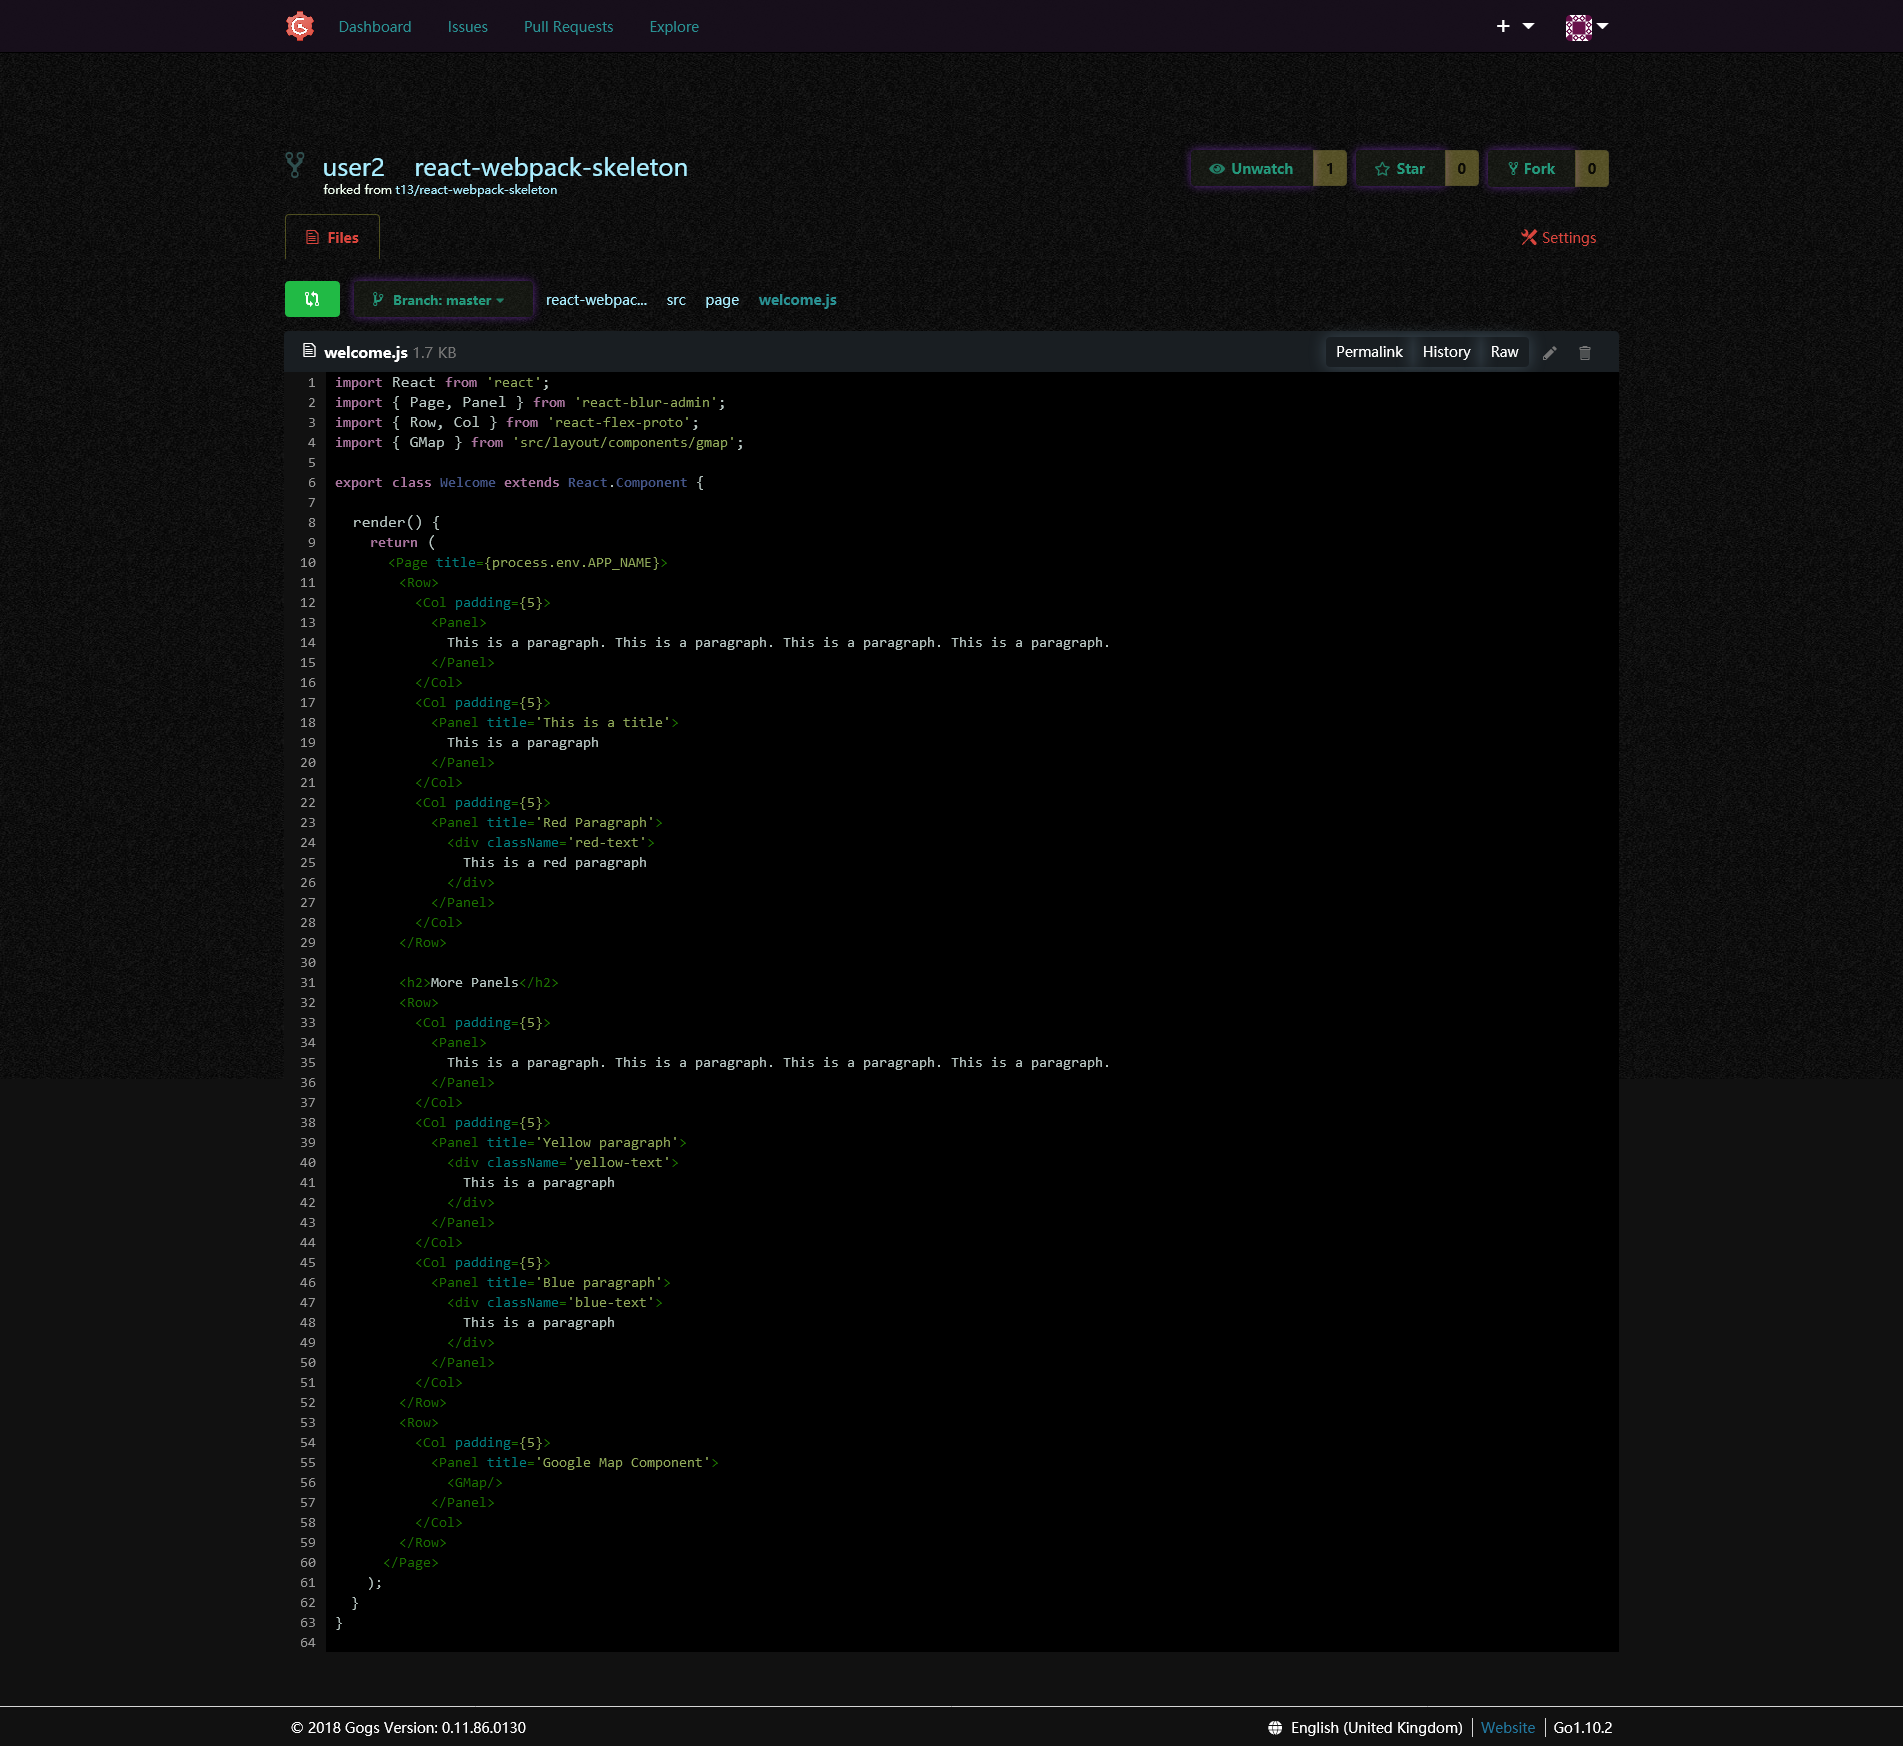 Dashboard Issues Pull Requests Explore
user2 react-webpack-skeleton
forked from t13/react-webpack-skeleton
Unwatch 1 Star 0 Fork 0
Files Settings
Branch: master react-webpac... src page welcome.js
welcome.js 1.7 KB Permalink History Raw
1 import React from 'react';
2 import { Page, Panel } from 'react-blur-admin';
3 import { Row, Col } from 'react-flex-proto';
4 import { GMap } from 'src/layout/components/gmap';
5
6 export class Welcome extends React.Component {
7
8 render() {
9 return (
10 <Page title={process.env.APP_NAME}>
11 <Row>
12 <Col padding={5}>
13 <Panel>
14 This is a paragraph. This is a paragraph. This is a paragraph. This is a paragraph.
15 </Panel>
16 </Col>
17 <Col padding={5}>
18 <Panel title='This is a title'>
19 This is a paragraph
20 </Panel>
21 </Col>
22 <Col padding={5}>
23 <Panel title='Red Paragraph'>
24 <div className='red-text'>
25 This is a red paragraph
26 </div>
27 </Panel>
28 </Col>
29 </Row>
30
31 <h2>More Panels</h2>
32 <Row>
33 <Col padding={5}>
34 <Panel>
35 This is a paragraph. This is a paragraph. This is a paragraph. This is a paragraph.
36 </Panel>
37 </Col>
38 <Col padding={5}>
39 <Panel title='Yellow paragraph'>
40 <div className='yellow-text'>
41 This is a paragraph
42 </div>
43 </Panel>
44 </Col>
45 <Col padding={5}>
46 <Panel title='Blue paragraph'>
47 <div className='blue-text'>
48 This is a paragraph
49 </div>
50 </Panel>
51 </Col>
52 </Row>
53 <Row>
54 <Col padding={5}>
55 <Panel title='Google Map Component'>
56 <GMap/>
57 </Panel>
58 </Col>
59 </Row>
60 </Page>
61 );
62 }
63 }
64
© 2018 Gogs Version: 0.11.86.0130 English (United Kingdom) Website Go1.10.2